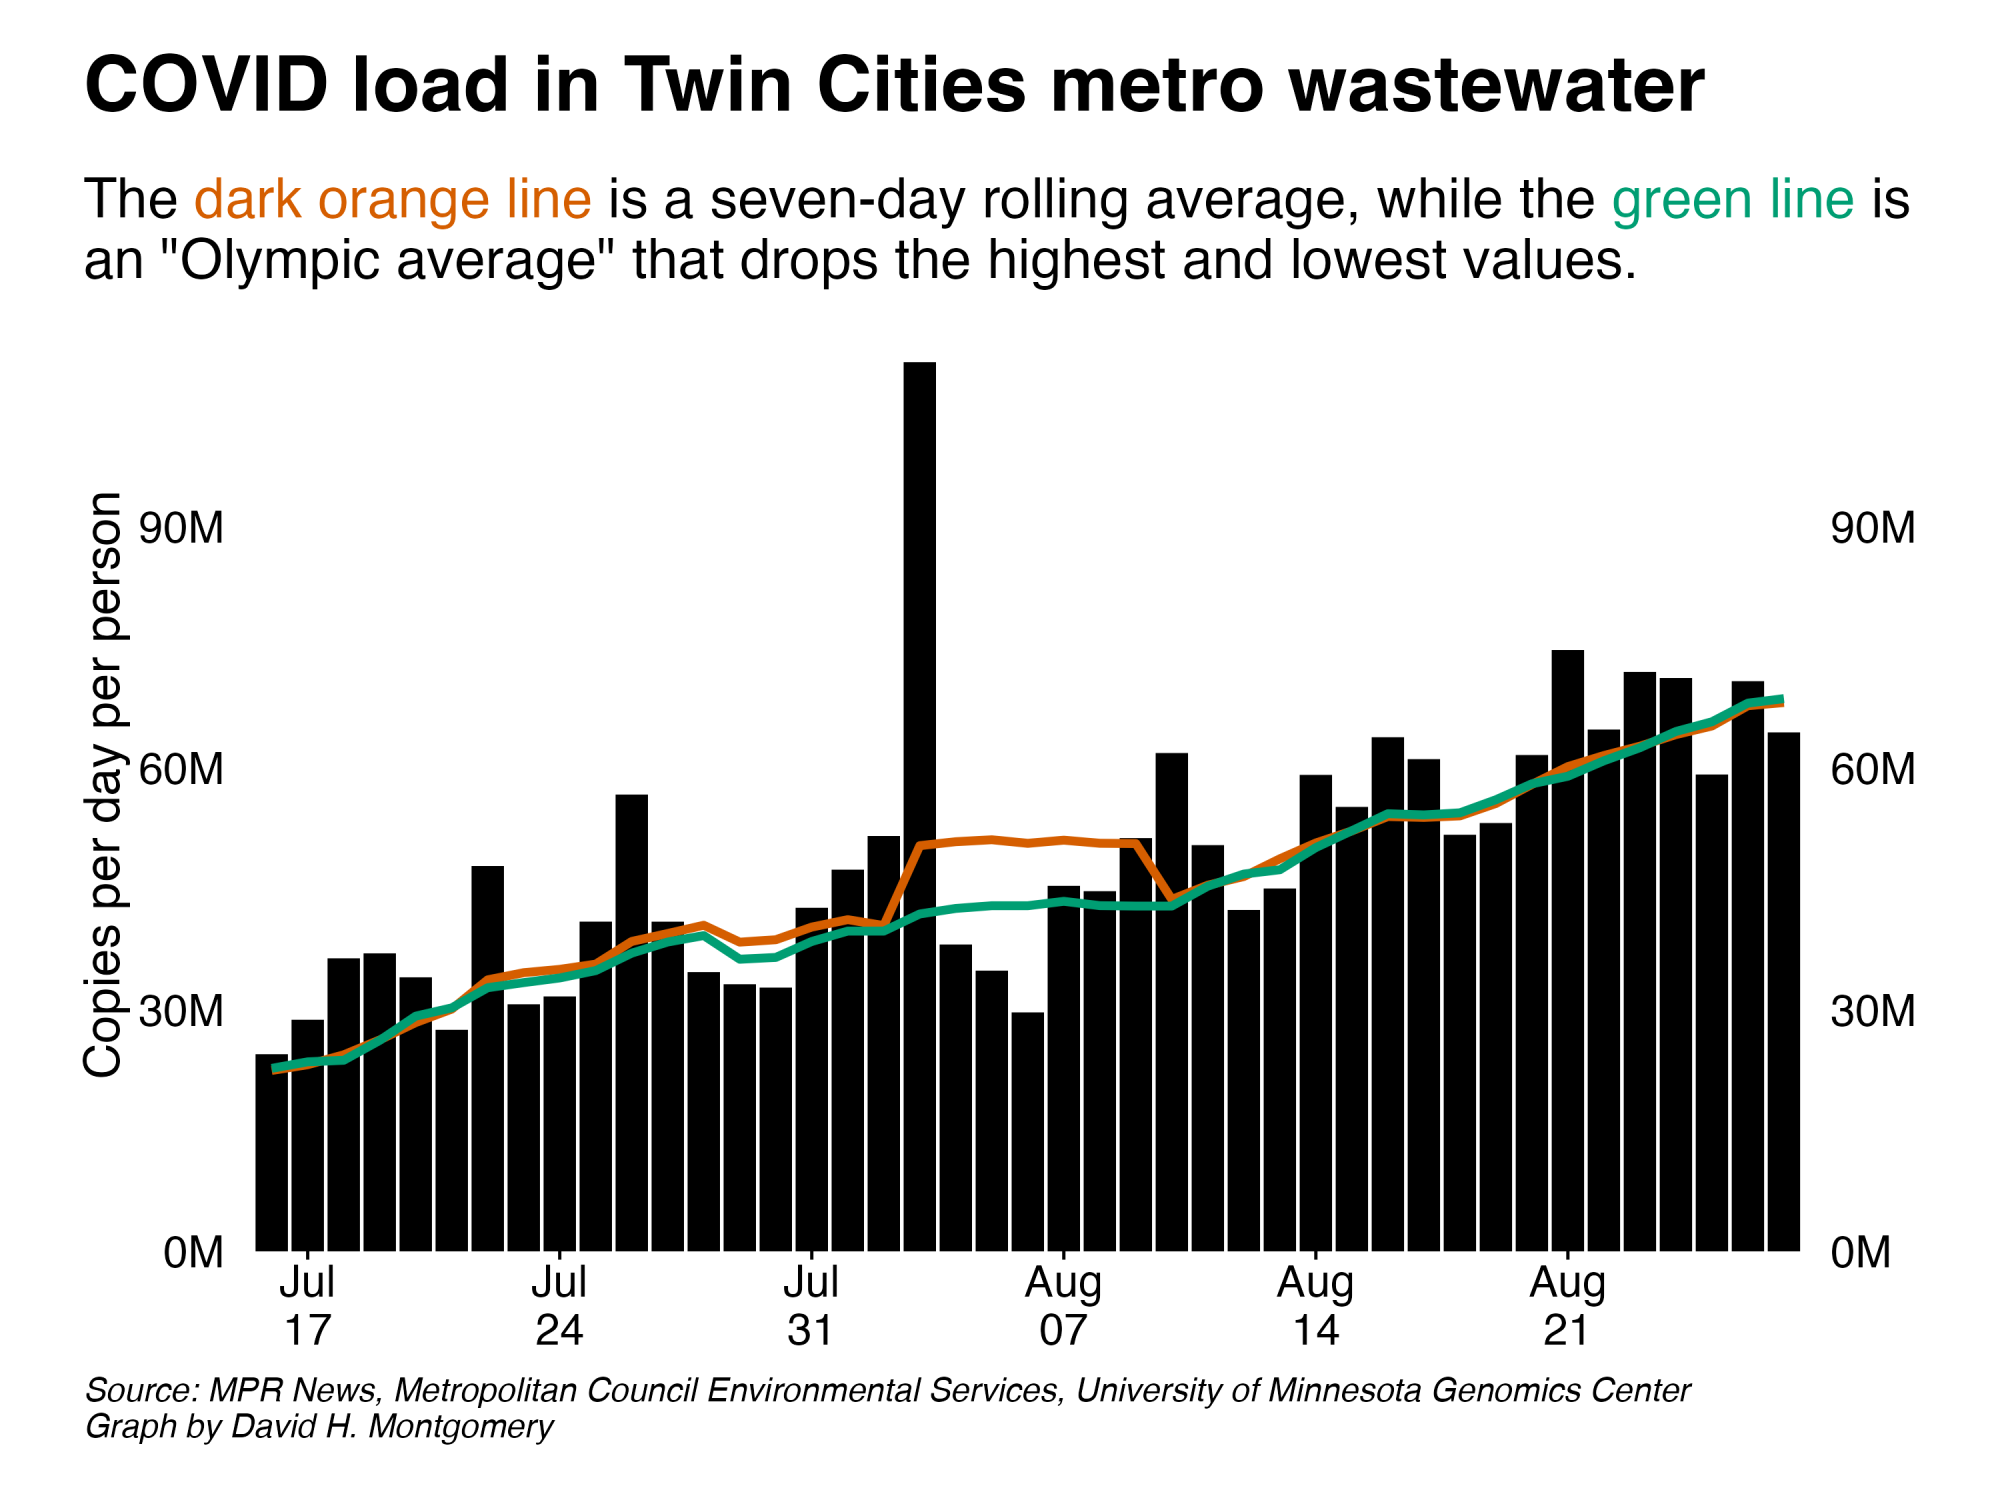 COVID load in Twin Cities metro wastewater
The dark orange line is a seven-day rolling average, while the green line is
an "Olympic average" that drops the highest and lowest values.
Copies per day per person
90M
90M
60M
60M
30M
30M
0M
0M
Jul
17
Jul
24
Jul
31
Aug
07
Aug
14
Aug
21
Source: MPR News, Metropolitan Council Environmental Services, University of Minnesota Genomics Center
Graph by David H. Montgomery